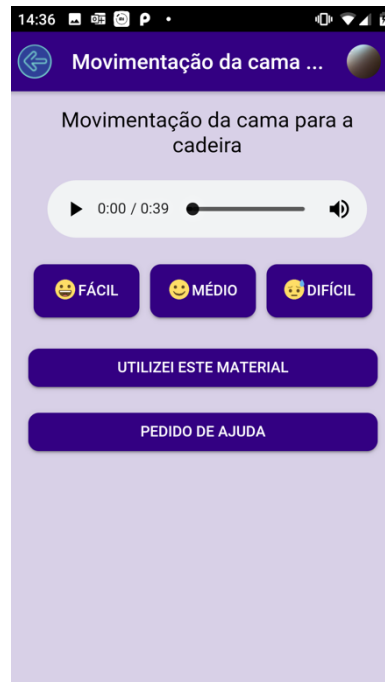 14:36
Movimentação da cama ...
Movimentação da cama para a
cadeira
0:00 / 0:39
FÁCIL
MÉDIO
DIFÍCIL
UTILIZEI ESTE MATERIAL
PEDIDO DE AJUDA